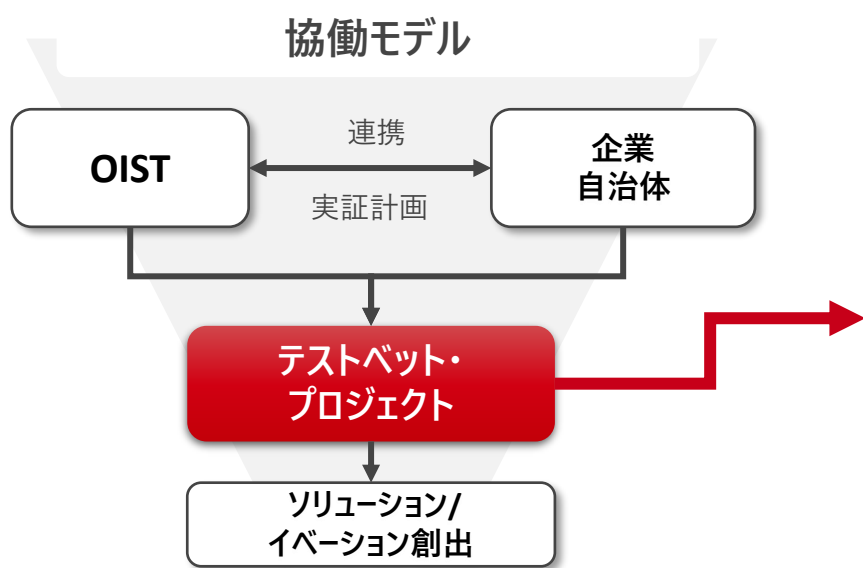 協働モデル
連携
OIST
企業
自治体
実証計画
テストベット・
プロジェクト
ソリューション/
イベーション創出